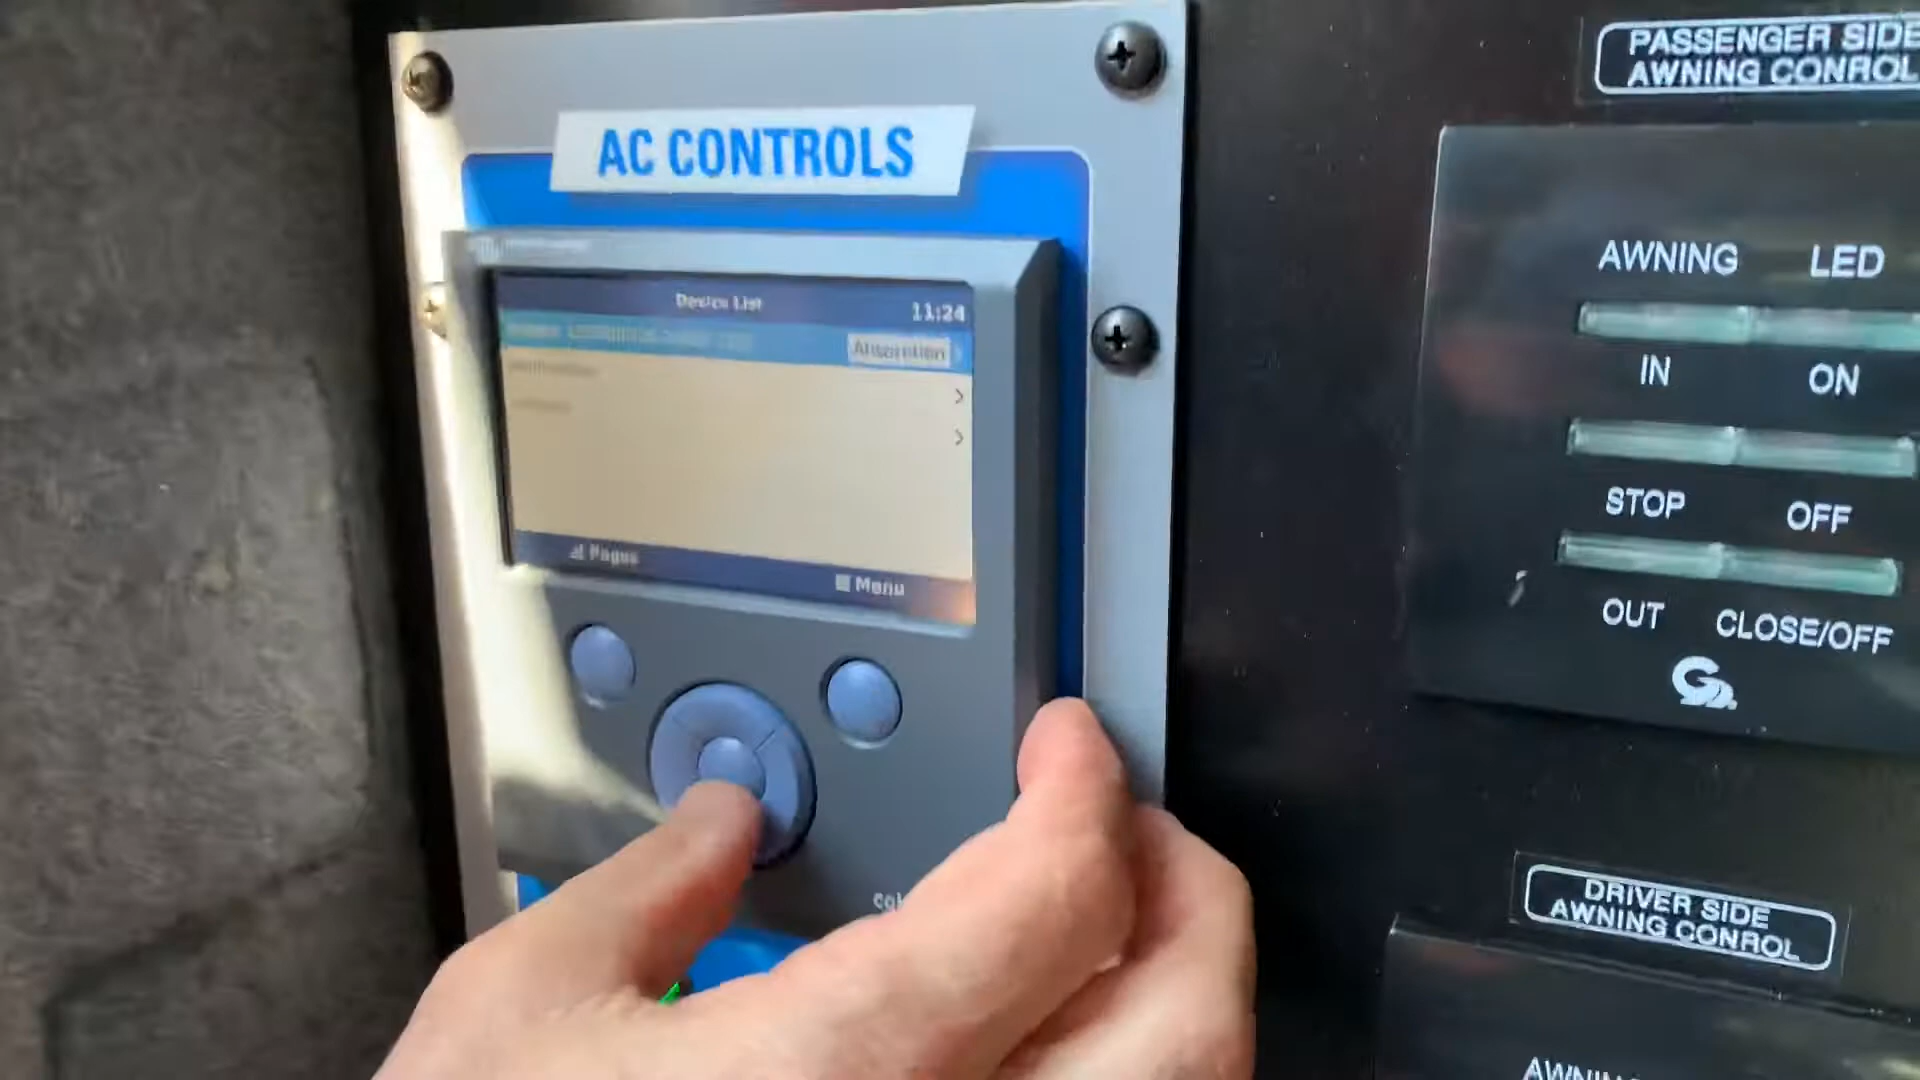 AC CONTROLS
Device List
11:24
Absorption
Pages
Menu
PASSENGER SIDE
AWNING CONROL
AWNING
LED
IN
ON
STOP
OFF
OUT
CLOSE/OFF
DRIVER SIDE
AWNING CONROL